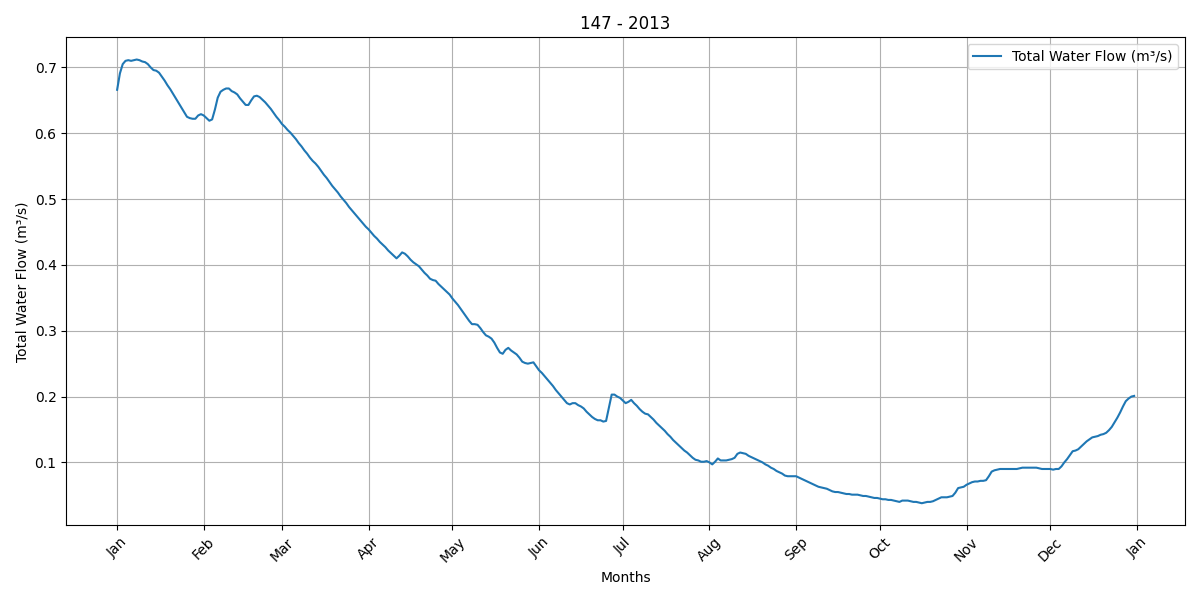 147 - 2013
Total Water Flow (m³/s)
Total Water Flow (m³/s)
0.7
0.6
0.5
0.4
0.3
0.2
0.1
Jan
Feb
Mar
Apr
May
Jun
Jul
Aug
Sep
Oct
Nov
Dec
Jan
Months